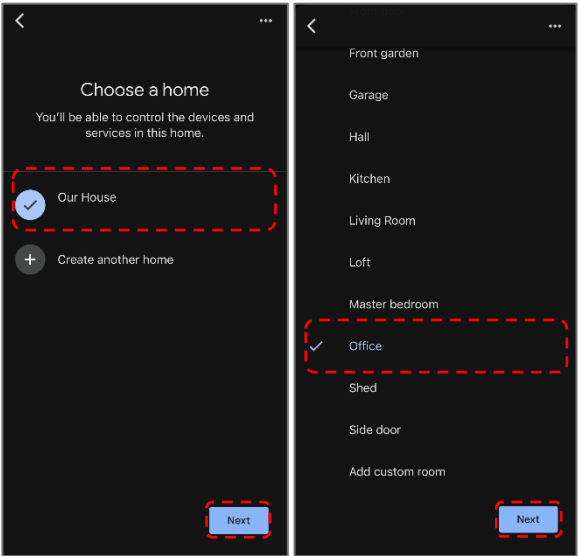 Choose a home
You'll be able to control the devices and
services in this home.
Our House
Create another home
Next
Front garden
Garage
Hall
Kitchen
Living Room
Loft
Master bedroom
Office
Shed
Side door
Add custom room
Next